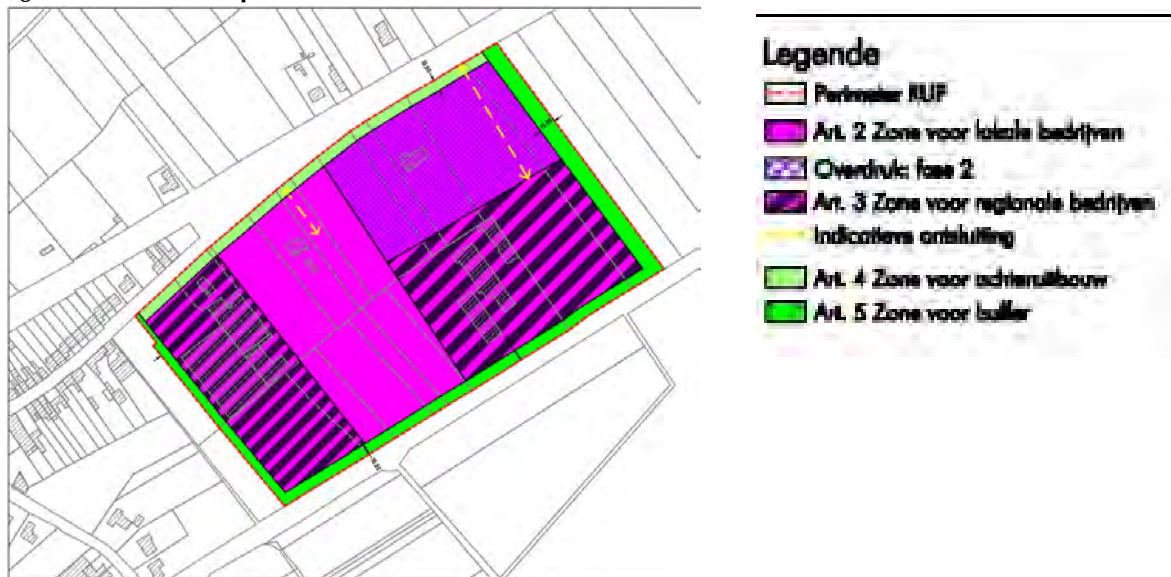 Legende
Perimeter RUP
Art. 2 Zone voor lokale bedrijven
Overdruk: fase 2
Art. 3 Zone voor regionale bedrijven
Indicatieve ontsluiting
Art. 4 Zone voor achteruitbouw
Art. 5 Zone voor buffer